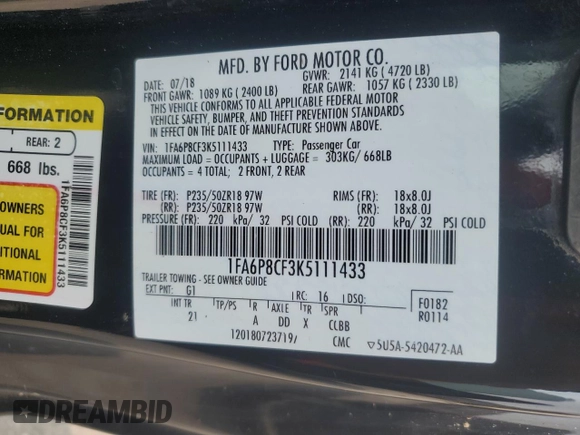 FORMATION
REAR: 2
668 lbs.
OWNERS
MANUAL FOR
ADDITIONAL
INFORMATION
1FA6P8CF3K5111433
MFD. BY FORD MOTOR CO.
DATE: 07/18 GVWR: 2141 KG ( 4720 LB)
FRONT GAWR: 1089 KG ( 2400 LB) REAR GAWR: 1057 KG ( 2330 LB)
THIS VEHICLE CONFORMS TO ALL APPLICABLE FEDERAL MOTOR
VEHICLE SAFETY, BUMPER, AND THEFT PREVENTION STANDARDS
IN EFFECT ON THE DATE OF MANUFACTURE SHOWN ABOVE.
VIN: 1FA6P8CF3K5111433 TYPE: Passenger Car
MAXIMUM LOAD = OCCUPANTS + LUGGAGE = 303KG/ 668LB
OCCUPANTS = 4 TOTAL; 2 FRONT, 2 REAR
TIRE (FR): P235/50ZR18 97W RIMS (FR): 18x8.0J
(RR): P235/50ZR18 97W (RR): 18x8.0J
PRESSURE (FR): 220 kPa/ 32 PSI COLD (RR): 220 kPa/ 32 PSI COLD
1FA6P8CF3K5111433
TRAILER TOWING - SEE OWNER GUIDE
EXT PNT: G1 RC: 16 DSO: F0182
INT TR TP/PS R AXLE TR SPR R0114
21 A DD X CLBB
120180723719/ CMC ▽5U5A-5420472-AA
DREAMBID